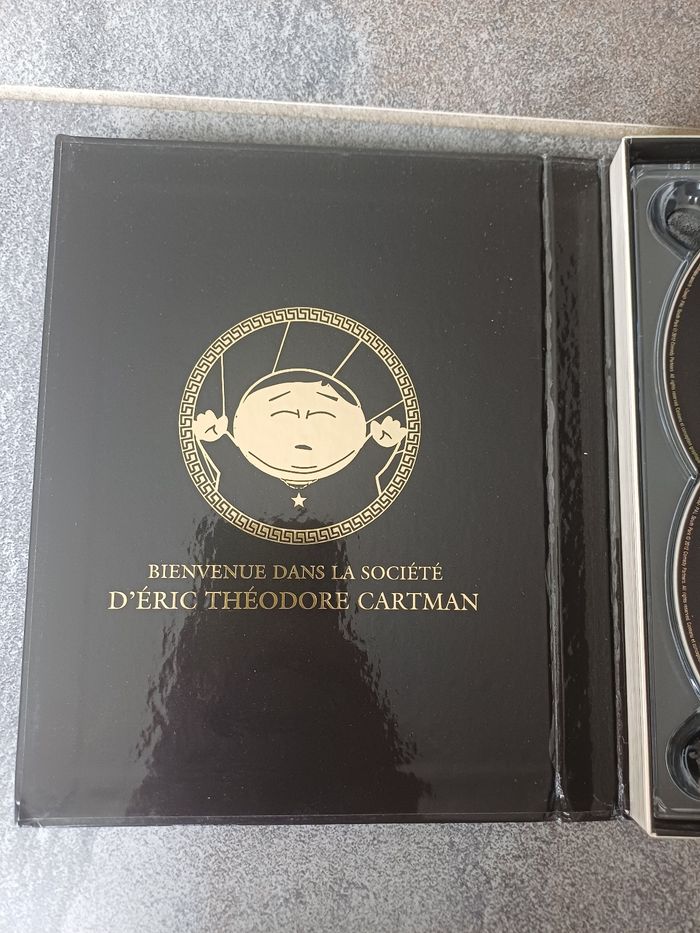 BIENVENUE DANS LA SOCIÉTÉ
D'ÉRIC THÉODORE CARTMAN